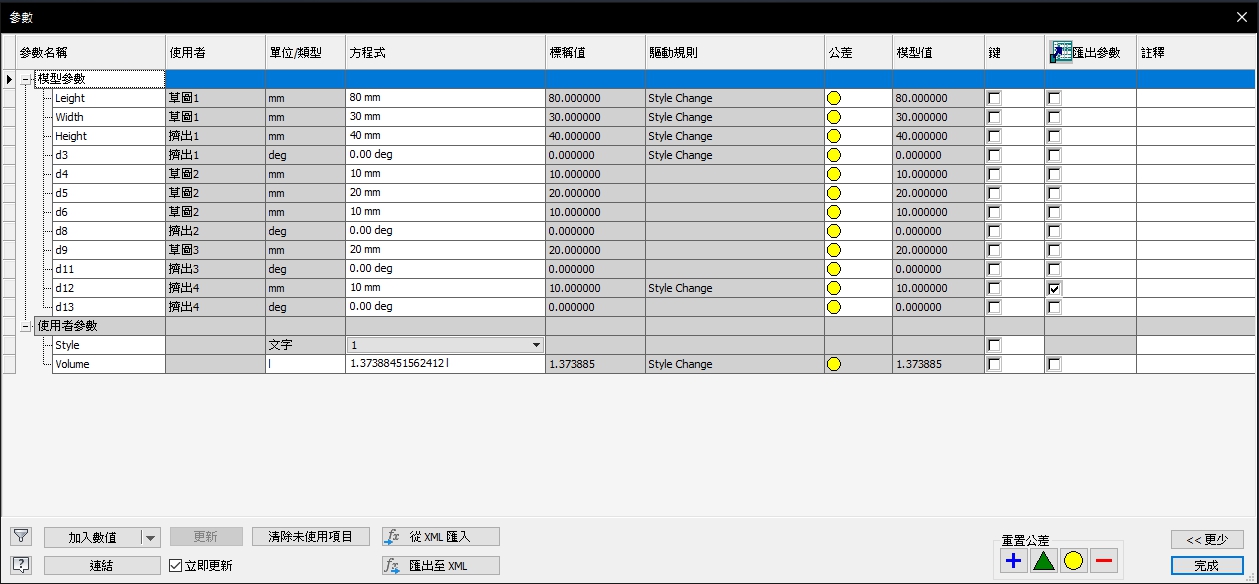 參數
參數名稱 使用者 單位/類型 方程式 標稱值 驅動規則 公差 模型值 鍵 匯出參數 註釋
模型參數
Leight 草圖1 mm 80 mm 80.000000 Style Change 80.000000
Width 草圖1 mm 30 mm 30.000000 Style Change 30.000000
Height 擠出1 mm 40 mm 40.000000 Style Change 40.000000
d3 擠出1 deg 0.00 deg 0.000000 Style Change 0.000000
d4 草圖2 mm 10 mm 10.000000 10.000000
d5 草圖2 mm 20 mm 20.000000 20.000000
d6 草圖2 mm 10 mm 10.000000 10.000000
d8 擠出2 deg 0.00 deg 0.000000 0.000000
d9 草圖3 mm 20 mm 20.000000 20.000000
d11 擠出3 deg 0.00 deg 0.000000 0.000000
d12 擠出4 mm 10 mm 10.000000 Style Change 10.000000
d13 擠出4 deg 0.00 deg 0.000000 0.000000
使用者參數
Style 文字 1
Volume l 1.37388451562412 l 1.373885 Style Change 1.373885
加入數值 更新 清除未使用項目 從 XML 匯入
連結 立即更新 匯出至 XML
重置公差
<< 更少
完成